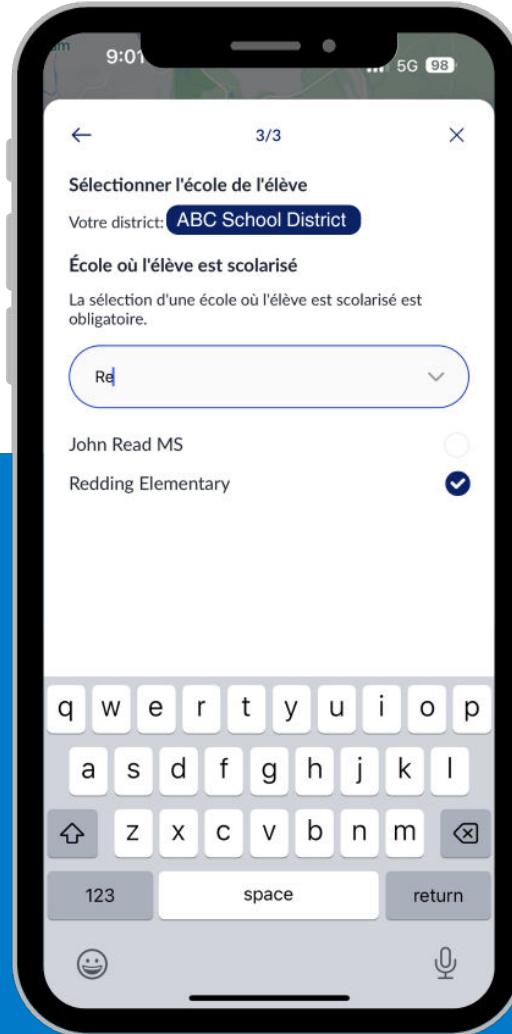 m
9:01
5G 98
3/3
Sélectionner l'école de l'élève
Votre district: ABC School District
École où l'élève est scolarisé
La sélection d'une école où l'élève est scolarisé est
obligatoire.
Re
John Read MS
Redding Elementary
q w e r t y u i o p
a s d f g h j k l
z x c v b n m
123 space return